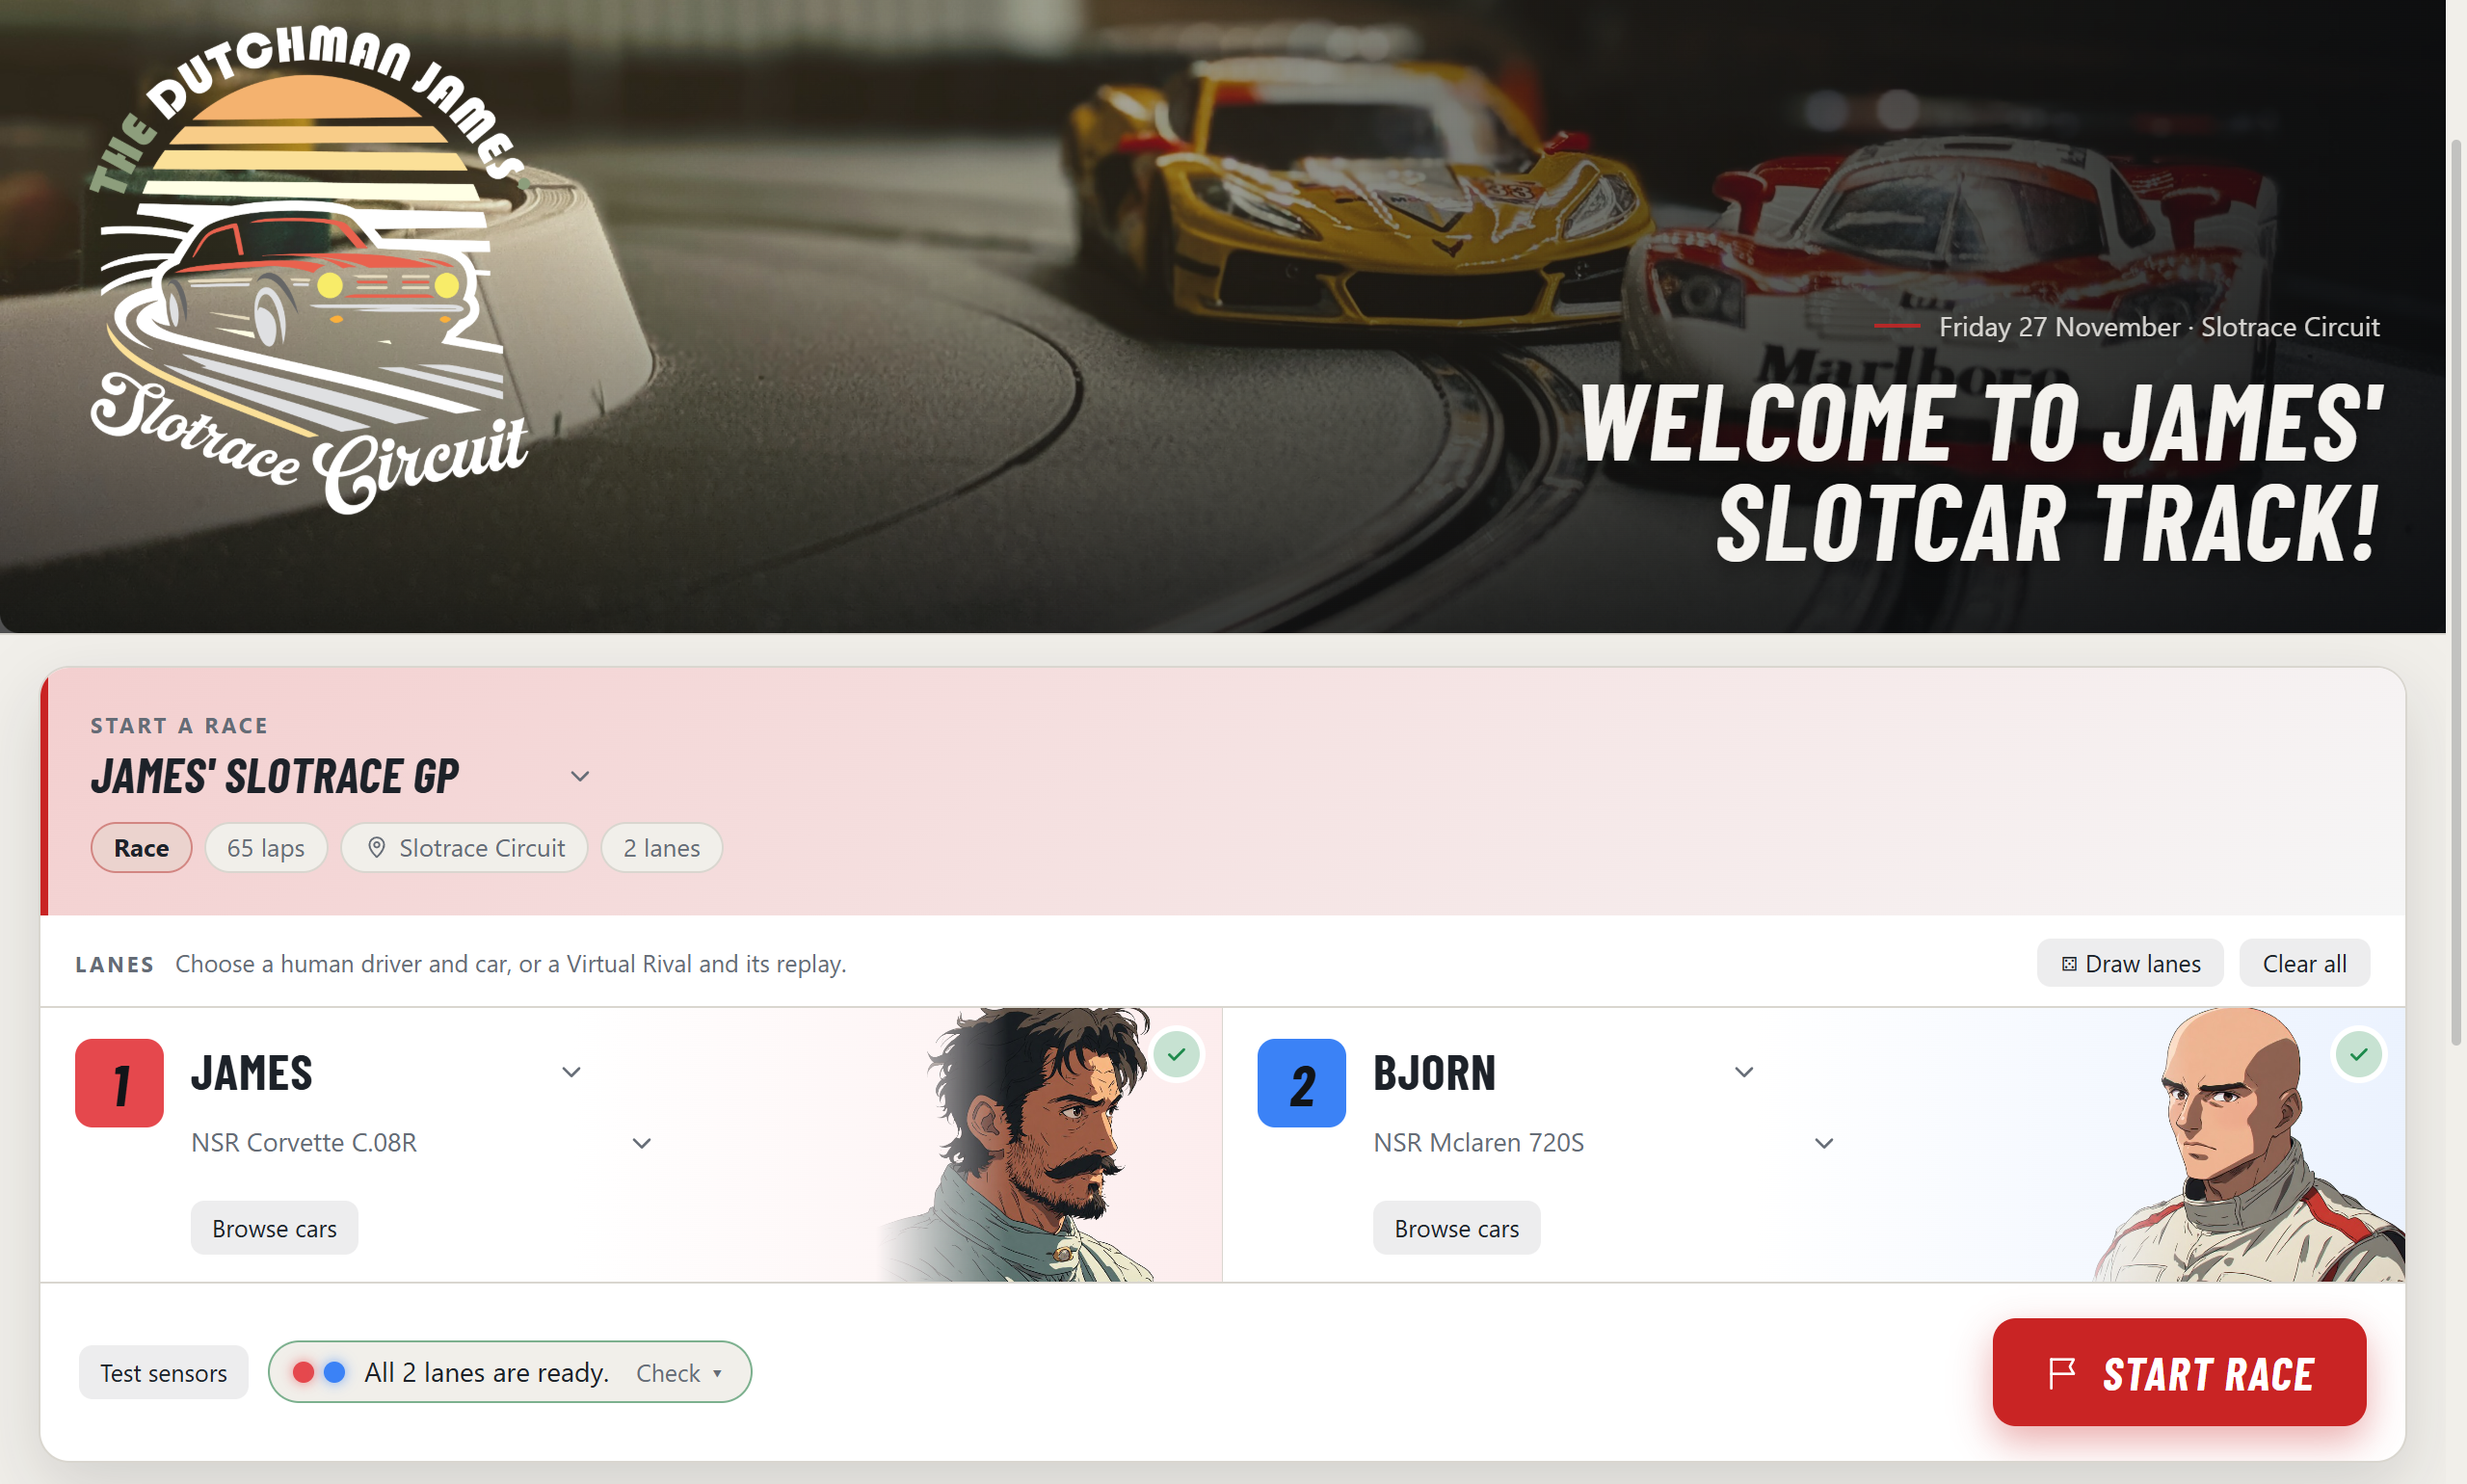 THE DUTCHMAN JAMES
Slotrace Circuit
Friday 27 November · Slotrace Circuit
Marlboro
WELCOME TO JAMES'
SLOTCAR TRACK!
START A RACE
JAMES' SLOTRACE GP
Race
65 laps
Slotrace Circuit
2 lanes
LANES Choose a human driver and car, or a Virtual Rival and its replay.
Draw lanes
Clear all
1
JAMES
NSR Corvette C.08R
Browse cars
2
BJORN
NSR Mclaren 720S
Browse cars
Test sensors
All 2 lanes are ready.
Check
START RACE